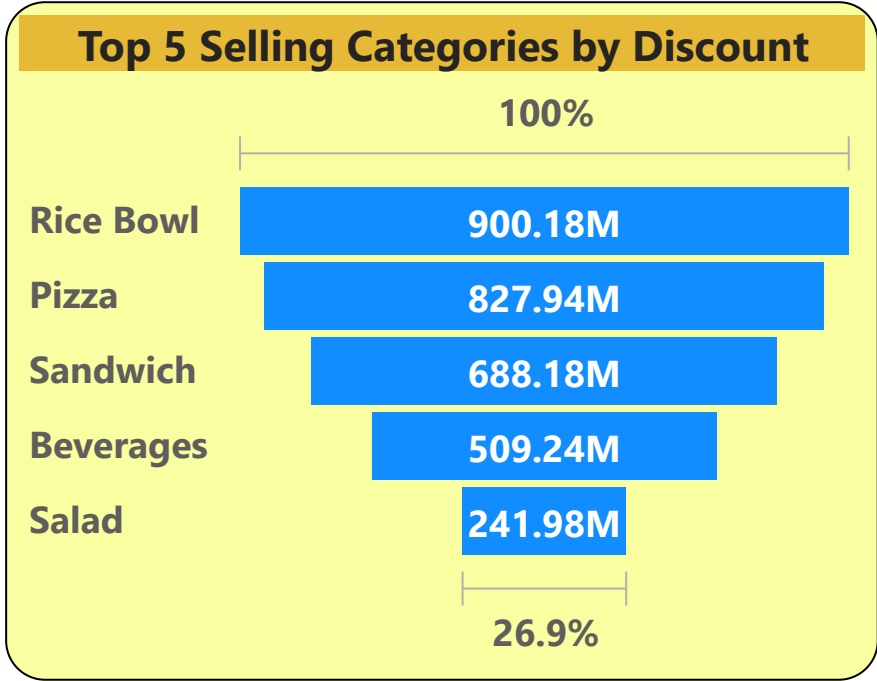 Top 5 Selling Categories by Discount
100%
Rice Bowl 900.18M
Pizza 827.94M
Sandwich 688.18M
Beverages 509.24M
Salad 241.98M
26.9%